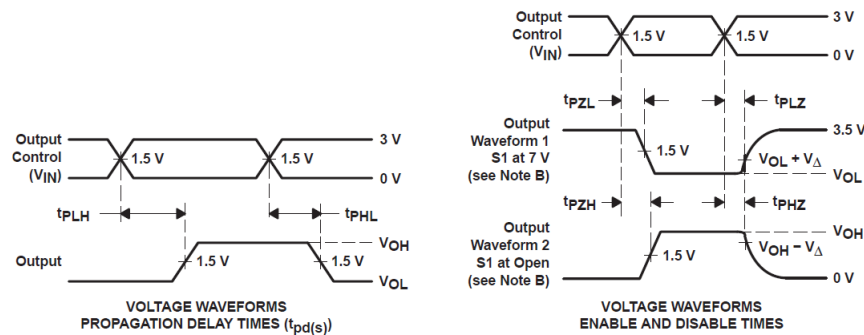 Output
Control
(VIN)
1.5 V
1.5 V
3 V
0 V
tPLH
tPHL
Output
1.5 V
1.5 V
VOH
VOL
VOLTAGE WAVEFORMS
PROPAGATION DELAY TIMES (tpd(s))
Output
Control
(VIN)
1.5 V
1.5 V
3 V
0 V
tPZL
tPLZ
Output
Waveform 1
S1 at 7 V
(see Note B)
1.5 V
3.5 V
VOL + VΔ
VOL
tPZH
tPHZ
Output
Waveform 2
S1 at Open
(see Note B)
1.5 V
VOH
VOH − VΔ
0 V
VOLTAGE WAVEFORMS
ENABLE AND DISABLE TIMES